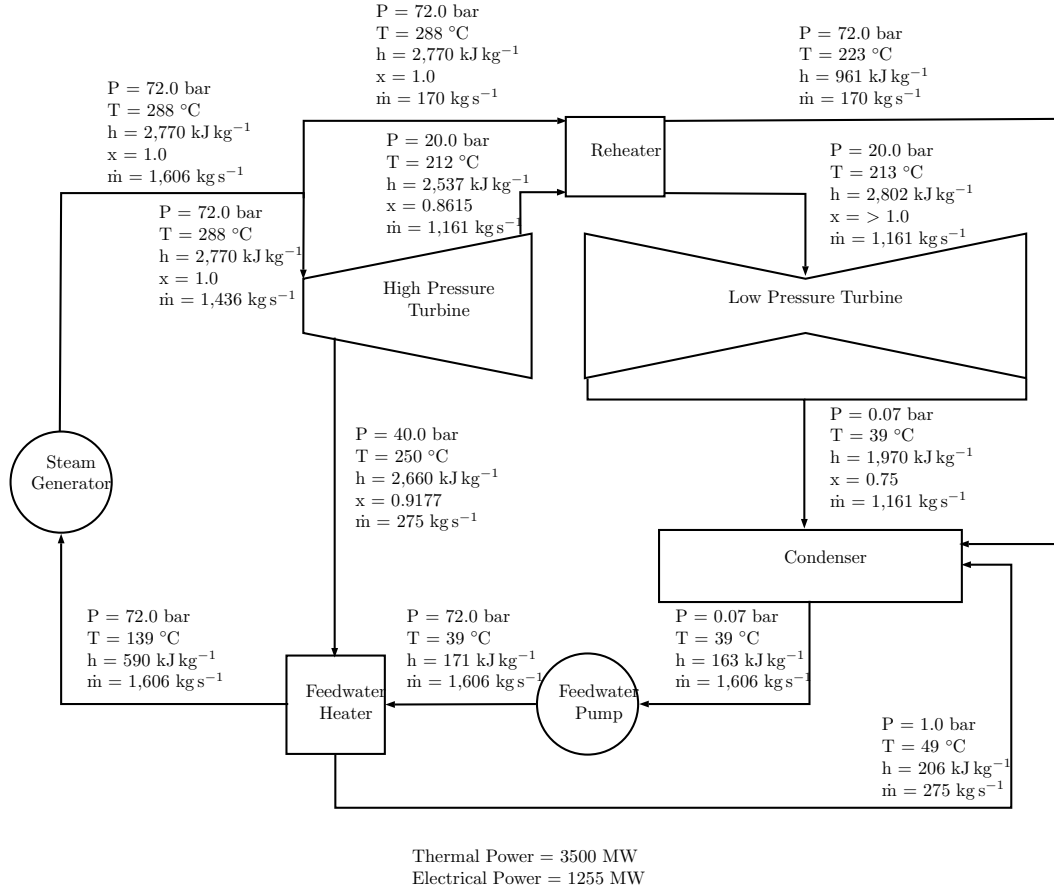 P = 72.0 bar
T = 288 °C
h = 2,770 kJ kg⁻¹
x = 1.0
ṁ = 170 kg s⁻¹
P = 72.0 bar
T = 223 °C
h = 961 kJ kg⁻¹
ṁ = 170 kg s⁻¹
P = 72.0 bar
T = 288 °C
h = 2,770 kJ kg⁻¹
x = 1.0
ṁ = 1,606 kg s⁻¹
P = 20.0 bar
T = 212 °C
h = 2,537 kJ kg⁻¹
x = 0.8615
ṁ = 1,161 kg s⁻¹
Reheater
P = 20.0 bar
T = 213 °C
h = 2,802 kJ kg⁻¹
x = > 1.0
ṁ = 1,161 kg s⁻¹
P = 72.0 bar
T = 288 °C
h = 2,770 kJ kg⁻¹
x = 1.0
ṁ = 1,436 kg s⁻¹
High Pressure
Turbine
Low Pressure Turbine
Steam
Generator
P = 40.0 bar
T = 250 °C
h = 2,660 kJ kg⁻¹
x = 0.9177
ṁ = 275 kg s⁻¹
P = 0.07 bar
T = 39 °C
h = 1,970 kJ kg⁻¹
x = 0.75
ṁ = 1,161 kg s⁻¹
Condenser
P = 72.0 bar
T = 139 °C
h = 590 kJ kg⁻¹
ṁ = 1,606 kg s⁻¹
Feedwater
Heater
P = 72.0 bar
T = 39 °C
h = 171 kJ kg⁻¹
ṁ = 1,606 kg s⁻¹
Feedwater
Pump
P = 0.07 bar
T = 39 °C
h = 163 kJ kg⁻¹
ṁ = 1,606 kg s⁻¹
P = 1.0 bar
T = 49 °C
h = 206 kJ kg⁻¹
ṁ = 275 kg s⁻¹
Thermal Power = 3500 MW
Electrical Power = 1255 MW